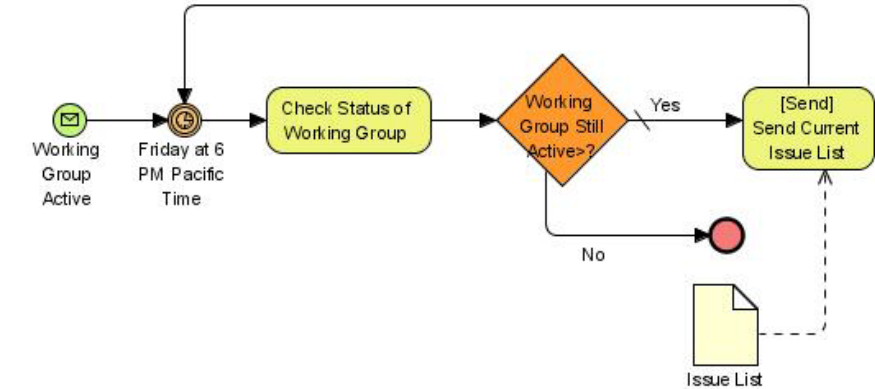 Working
Group
Active
Friday at 6
PM Pacific
Time
Check Status of
Working Group
Working
Group Still
Active>?
Yes
No
[Send]
Send Current
Issue List
Issue List